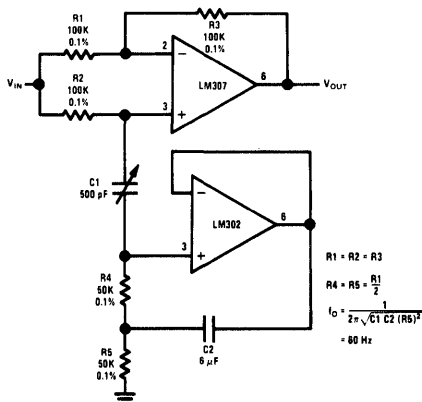 R1
100K
0.1%
R3
100K
0.1%
VIN
R2
100K
0.1%
2
−
LM307
6
VOUT
3
+
C1
500 pF
−
LM302
6
3
+
R4
50K
0.1%
R5
50K
0.1%
C2
6 μF
R1 = R2 = R3
R4 = R5 = R1/2
fO = 1/2π√C1 C2 (R5)²
= 60 Hz